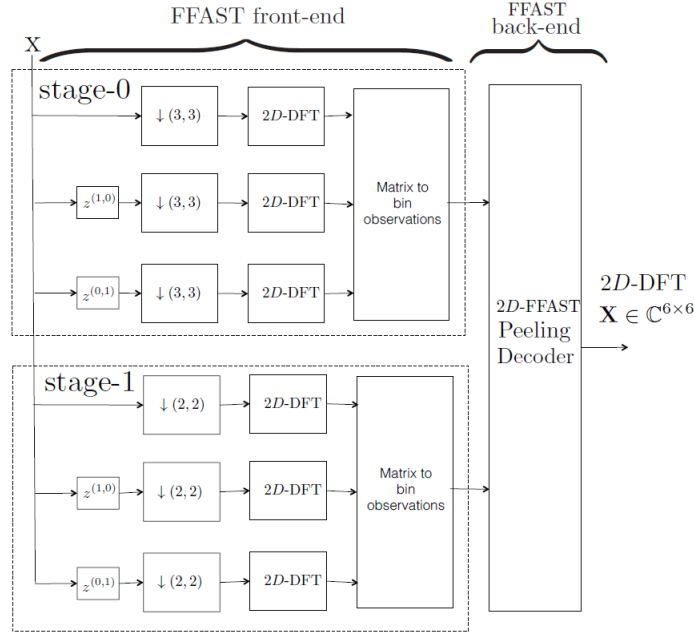 FFAST front-end
FFAST
back-end
X
stage-0
↓ (3, 3)
2D-DFT
z^(1,0)
↓ (3, 3)
2D-DFT
z^(0,1)
↓ (3, 3)
2D-DFT
Matrix to
bin
observations
stage-1
↓ (2, 2)
2D-DFT
z^(1,0)
↓ (2, 2)
2D-DFT
z^(0,1)
↓ (2, 2)
2D-DFT
Matrix to
bin
observations
2D-FFAST
Peeling
Decoder
2D-DFT
X ∈ ℂ^{6×6}